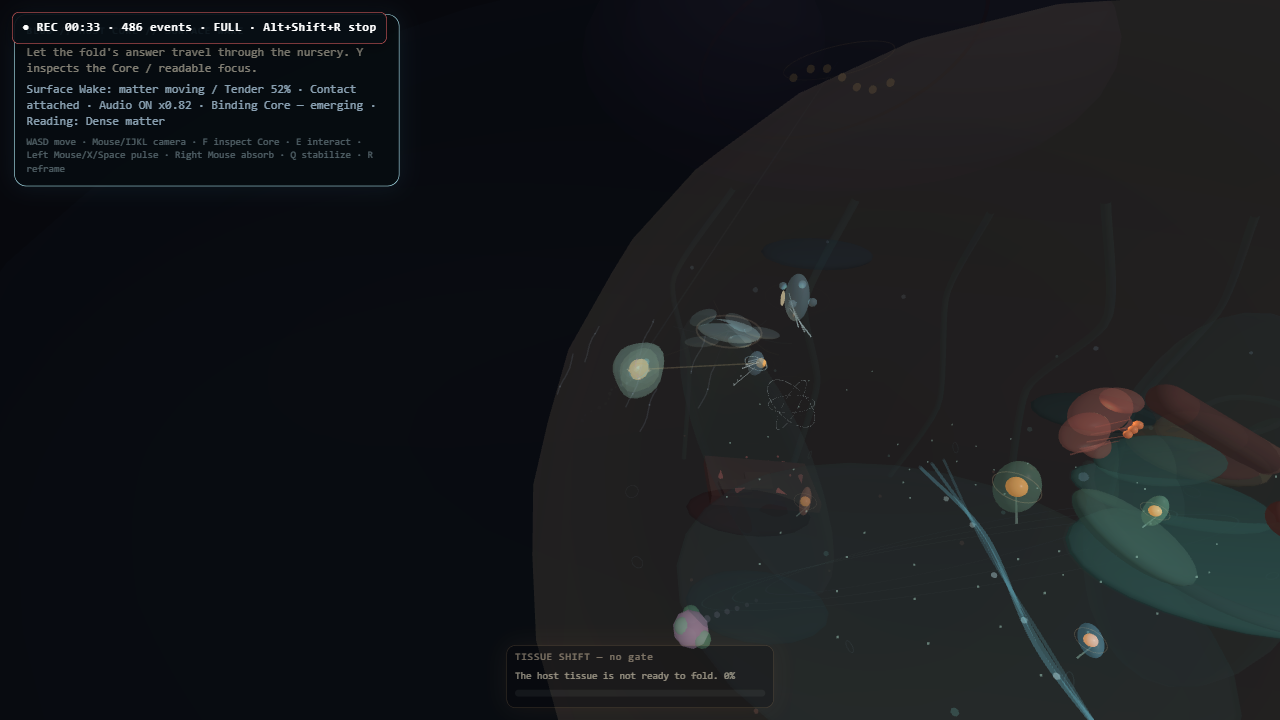 ● REC 00:33 · 486 events · FULL · Alt+Shift+R stop
Let the fold's answer travel through the nursery. Y
inspects the Core / readable focus.
Surface Wake: matter moving / Tender 52% · Contact
attached · Audio ON x0.82 · Binding Core — emerging ·
Reading: Dense matter
WASD move · Mouse/IJKL camera · F inspect Core · E interact ·
Left Mouse/X/Space pulse · Right Mouse absorb · Q stabilize · R
reframe
TISSUE SHIFT — no gate
The host tissue is not ready to fold. 0%